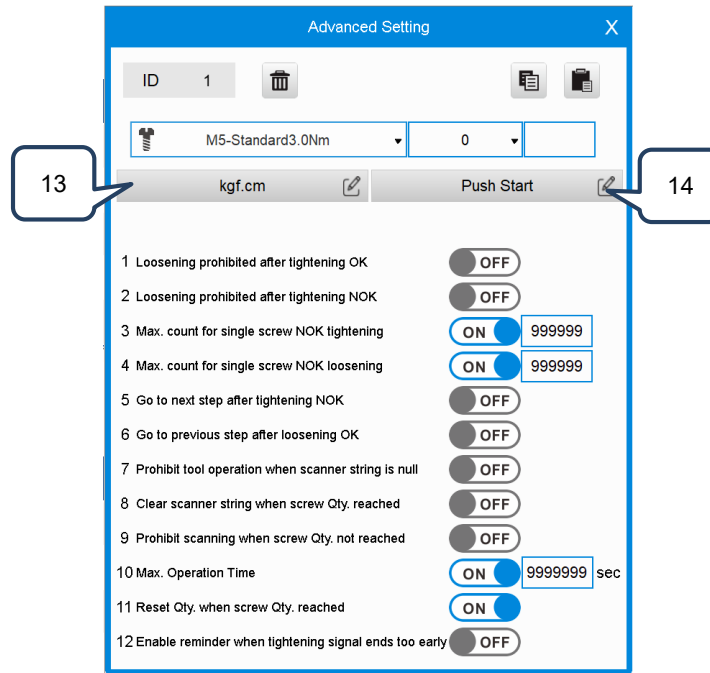 Advanced Setting X
ID 1
M5-Standard3.0Nm 0
13 kgf.cm Push Start 14
1 Loosening prohibited after tightening OK OFF
2 Loosening prohibited after tightening NOK OFF
3 Max. count for single screw NOK tightening ON 999999
4 Max. count for single screw NOK loosening ON 999999
5 Go to next step after tightening NOK OFF
6 Go to previous step after loosening OK OFF
7 Prohibit tool operation when scanner string is null OFF
8 Clear scanner string when screw Qty. reached OFF
9 Prohibit scanning when screw Qty. not reached OFF
10 Max. Operation Time ON 9999999 sec
11 Reset Qty. when screw Qty. reached ON
12 Enable reminder when tightening signal ends too early OFF